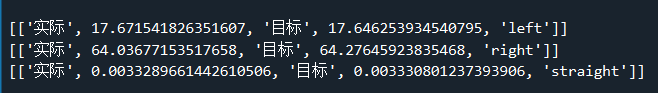 [['实际', 17.671541826351607, '目标', 17.646253934540795, 'left']]
[['实际', 64.03677153517658, '目标', 64.27645923835468, 'right']]
[['实际', 0.0033289661442610506, '目标', 0.003330801237393906, 'straight']]